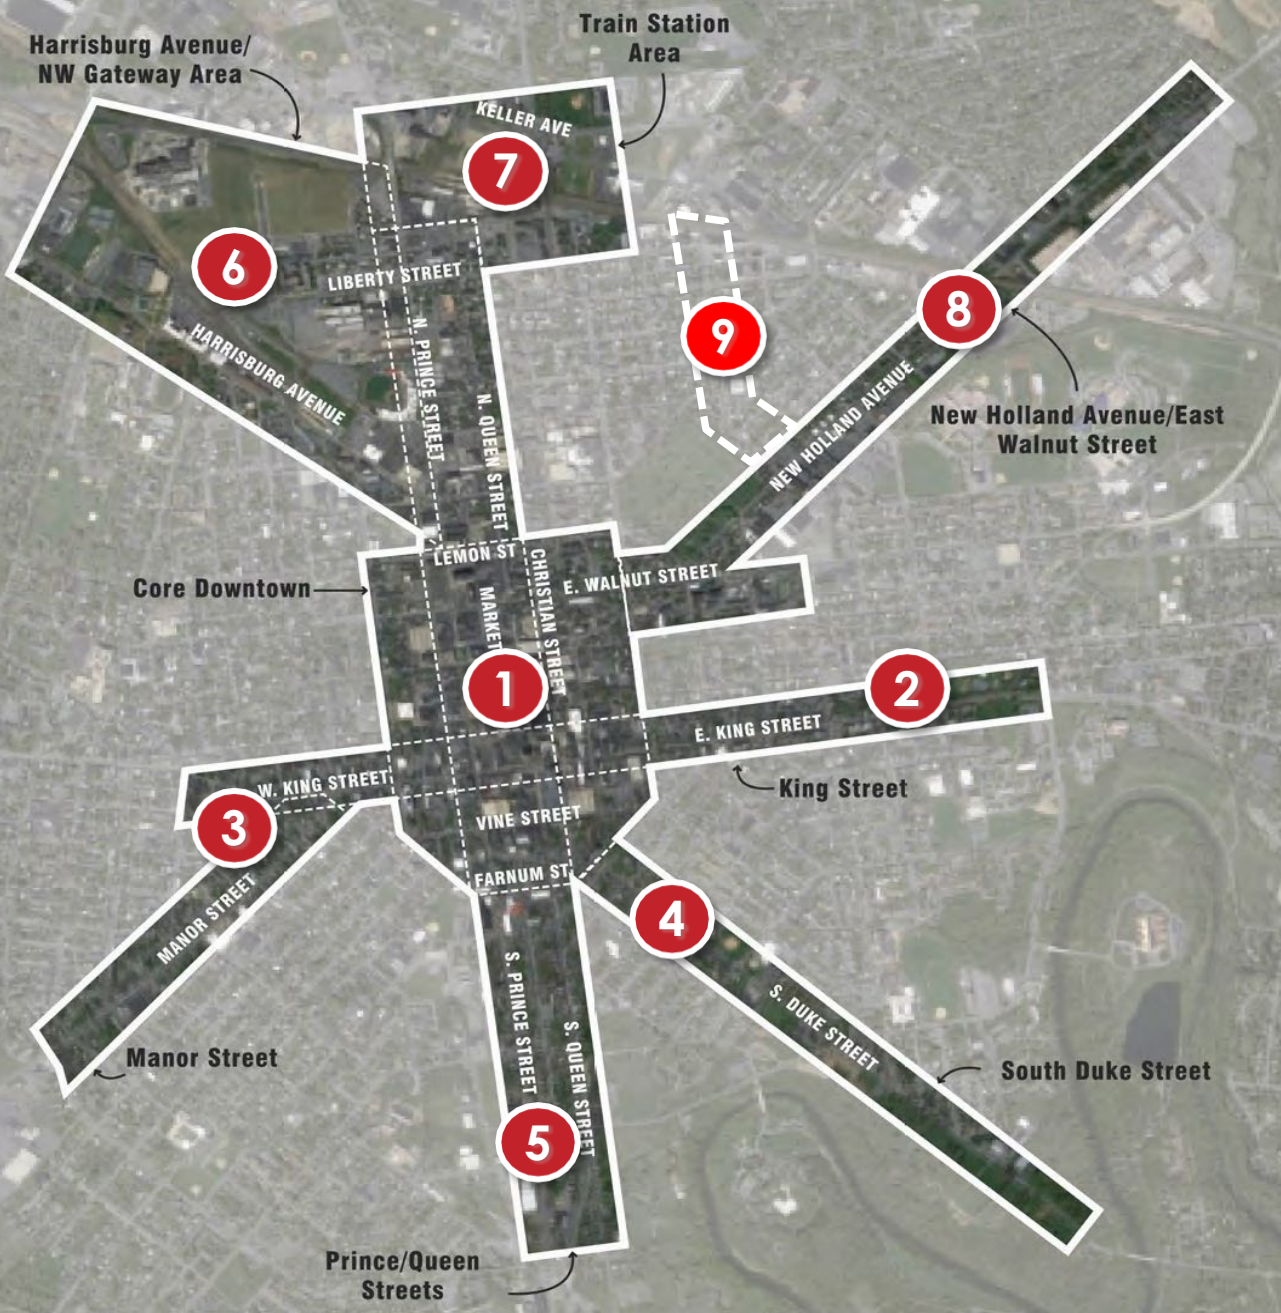 Train Station
Area
Harrisburg Avenue/
NW Gateway Area
KELLER AVE
7
6
LIBERTY STREET
HARRISBURG AVENUE
N. PRINCE STREET
N. QUEEN STREET
9
8
NEW HOLLAND AVENUE
New Holland Avenue/East
Walnut Street
LEMON ST
CHRISTIAN STREET
E. WALNUT STREET
Core Downtown
MARKET
1
2
E. KING STREET
King Street
W. KING STREET
3
VINE STREET
FARNUM ST
MANOR STREET
4
S. PRINCE STREET
S. QUEEN STREET
S. DUKE STREET
Manor Street
South Duke Street
5
Prince/Queen
Streets